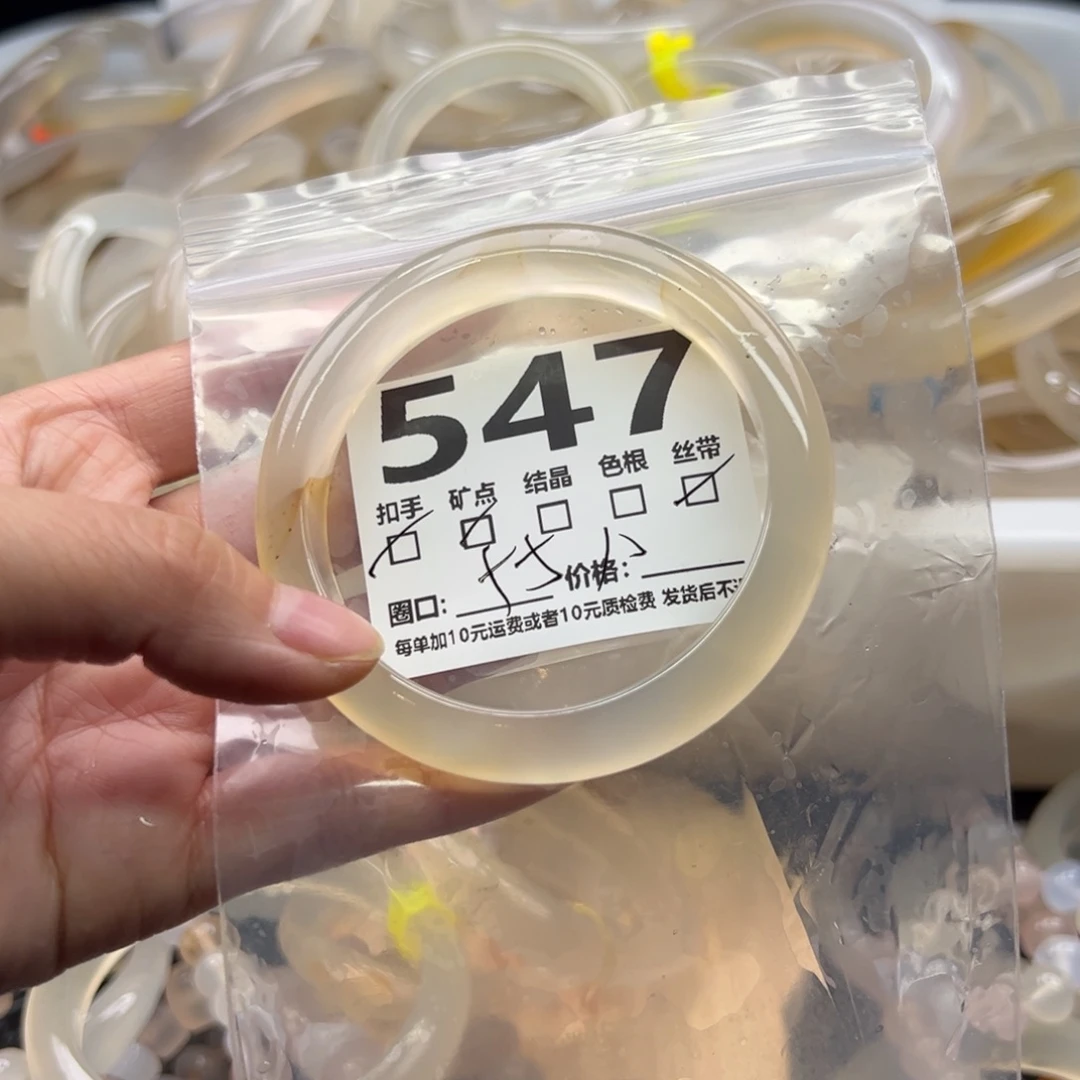 547
扣手 矿点 结晶 色根 丝带
圈口: 价格:
每单加10元运费或者10元质检费 发货后不